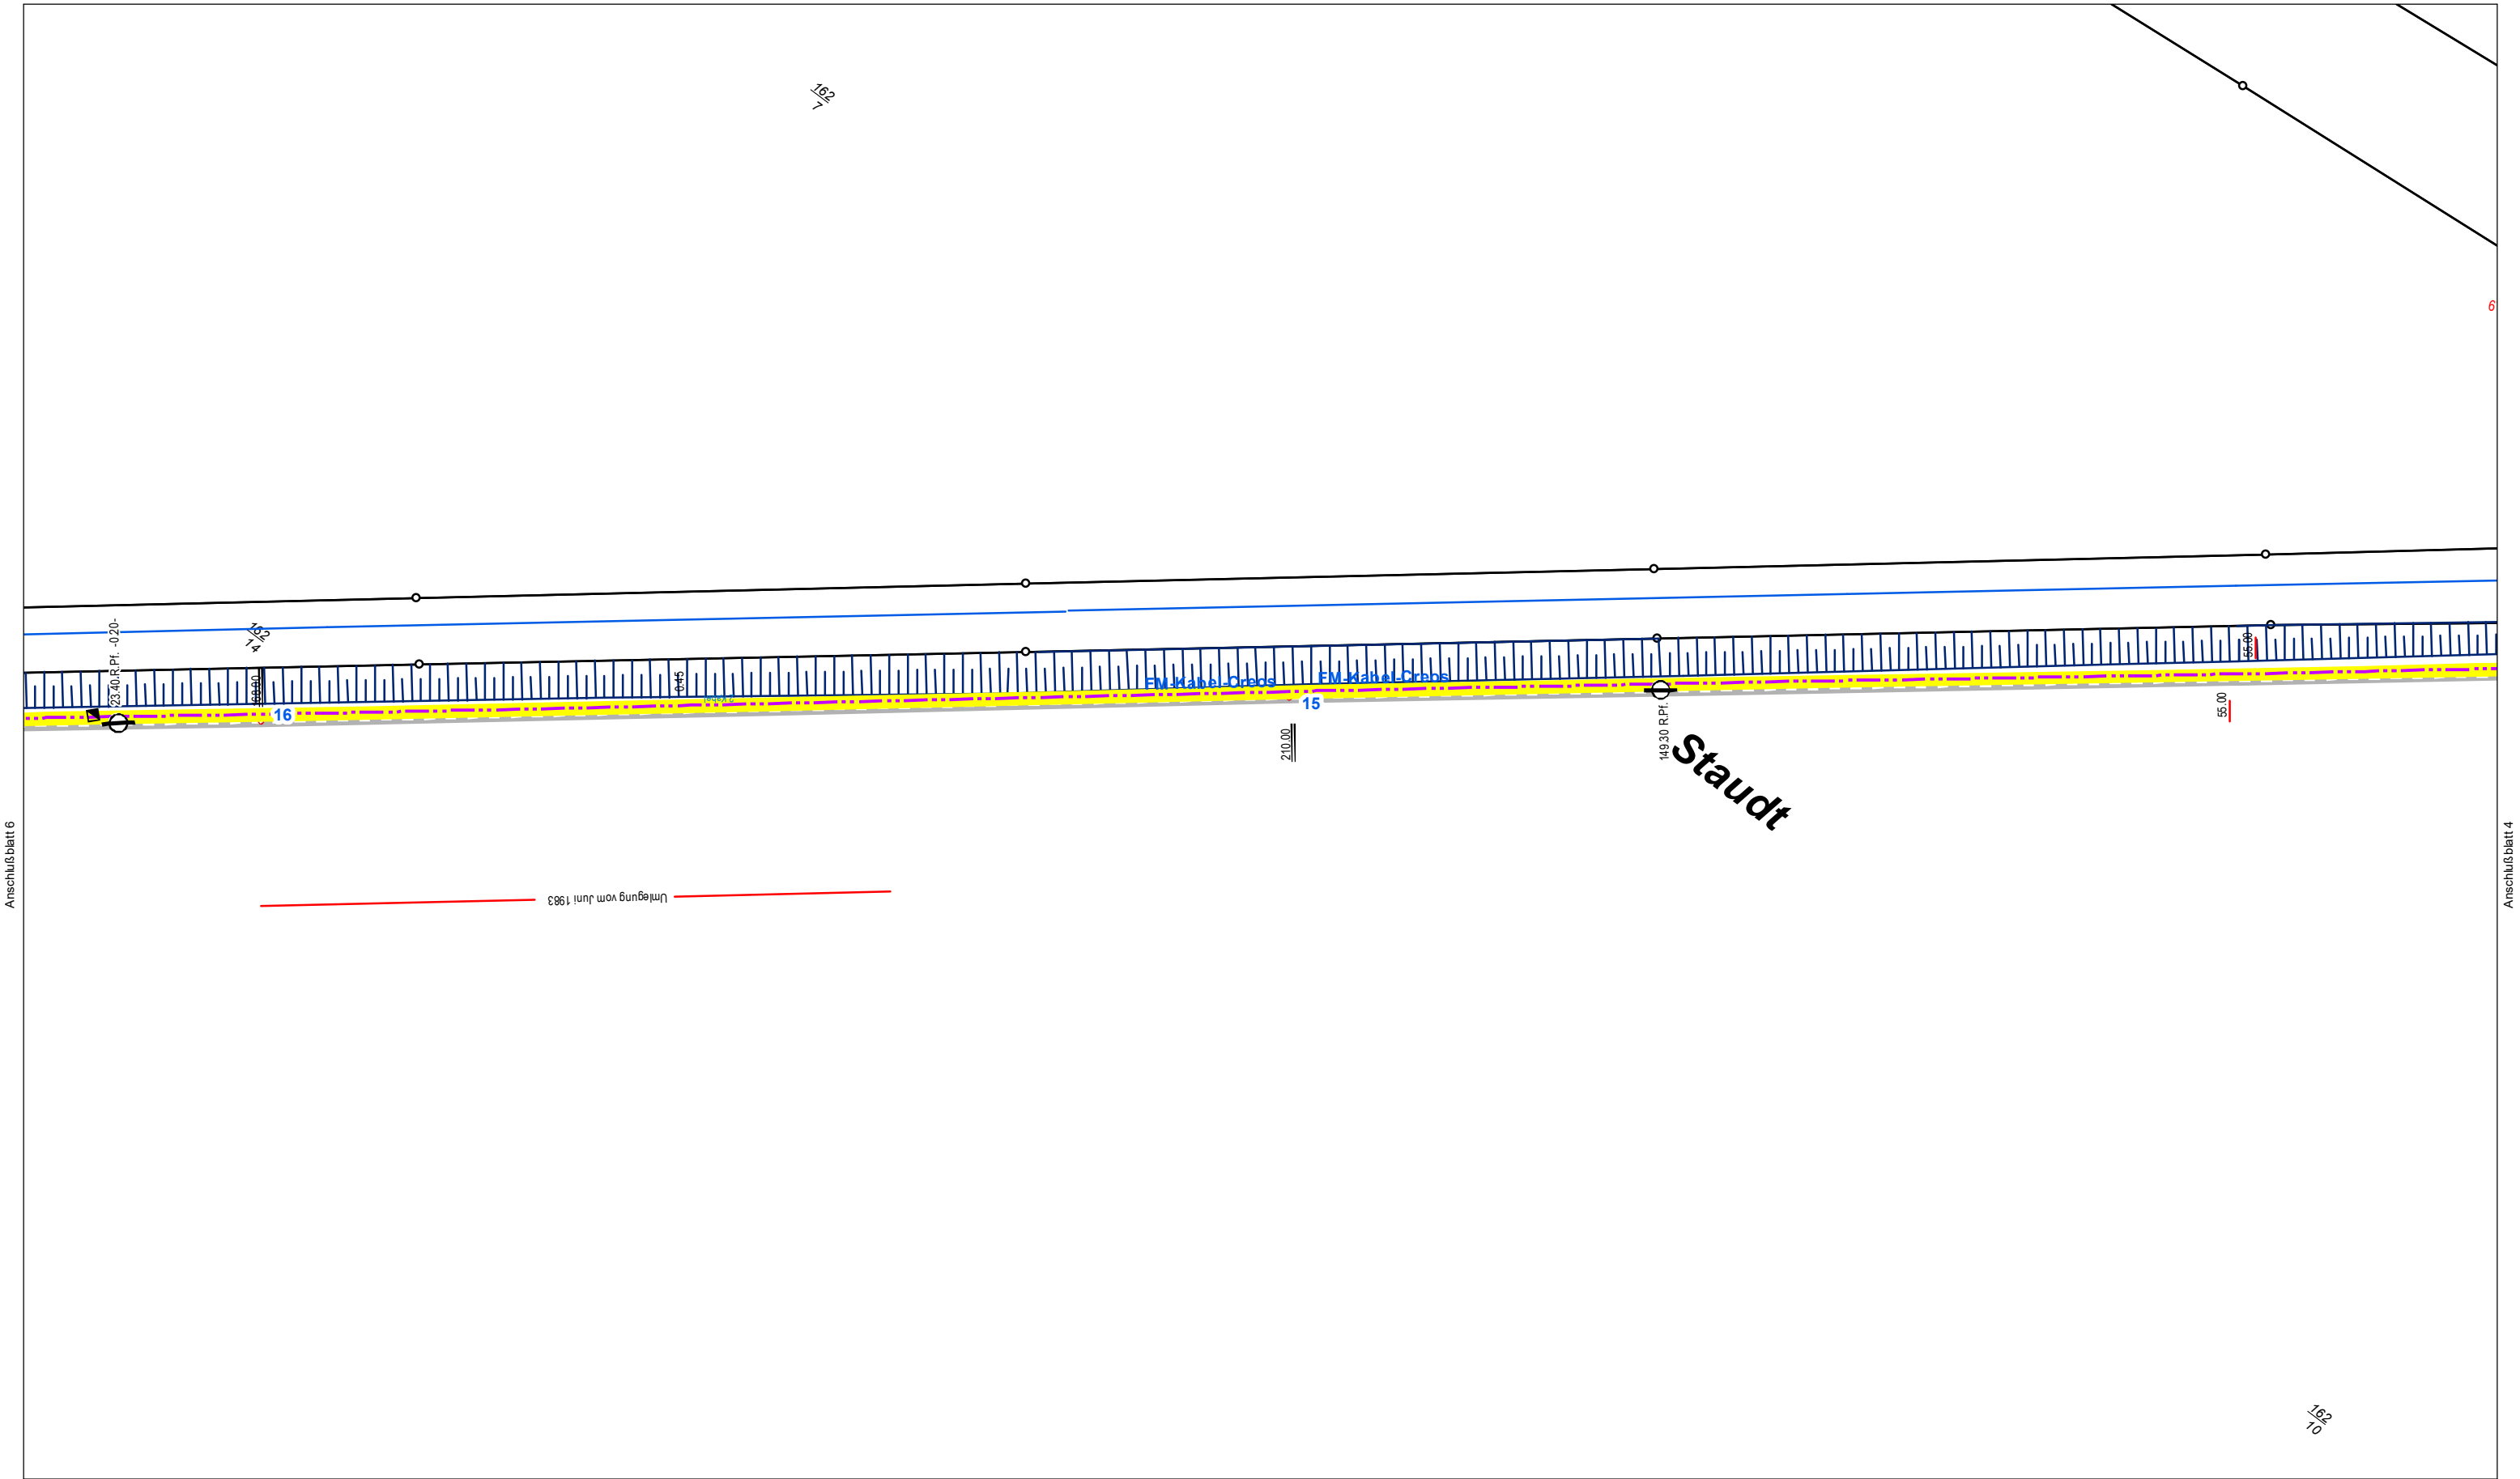 162
7
6
162
14
23.40 R.Pf. -0.20-
0.45
FM-Kabel-Creos
FM-Kabel-Creos
55.00
16
15
210.00
149.30 R.Pf.
55.00
Staudt
Anschlußblatt 6
Anschlußblatt 4
Umlegung vom Juni 1983
162
10